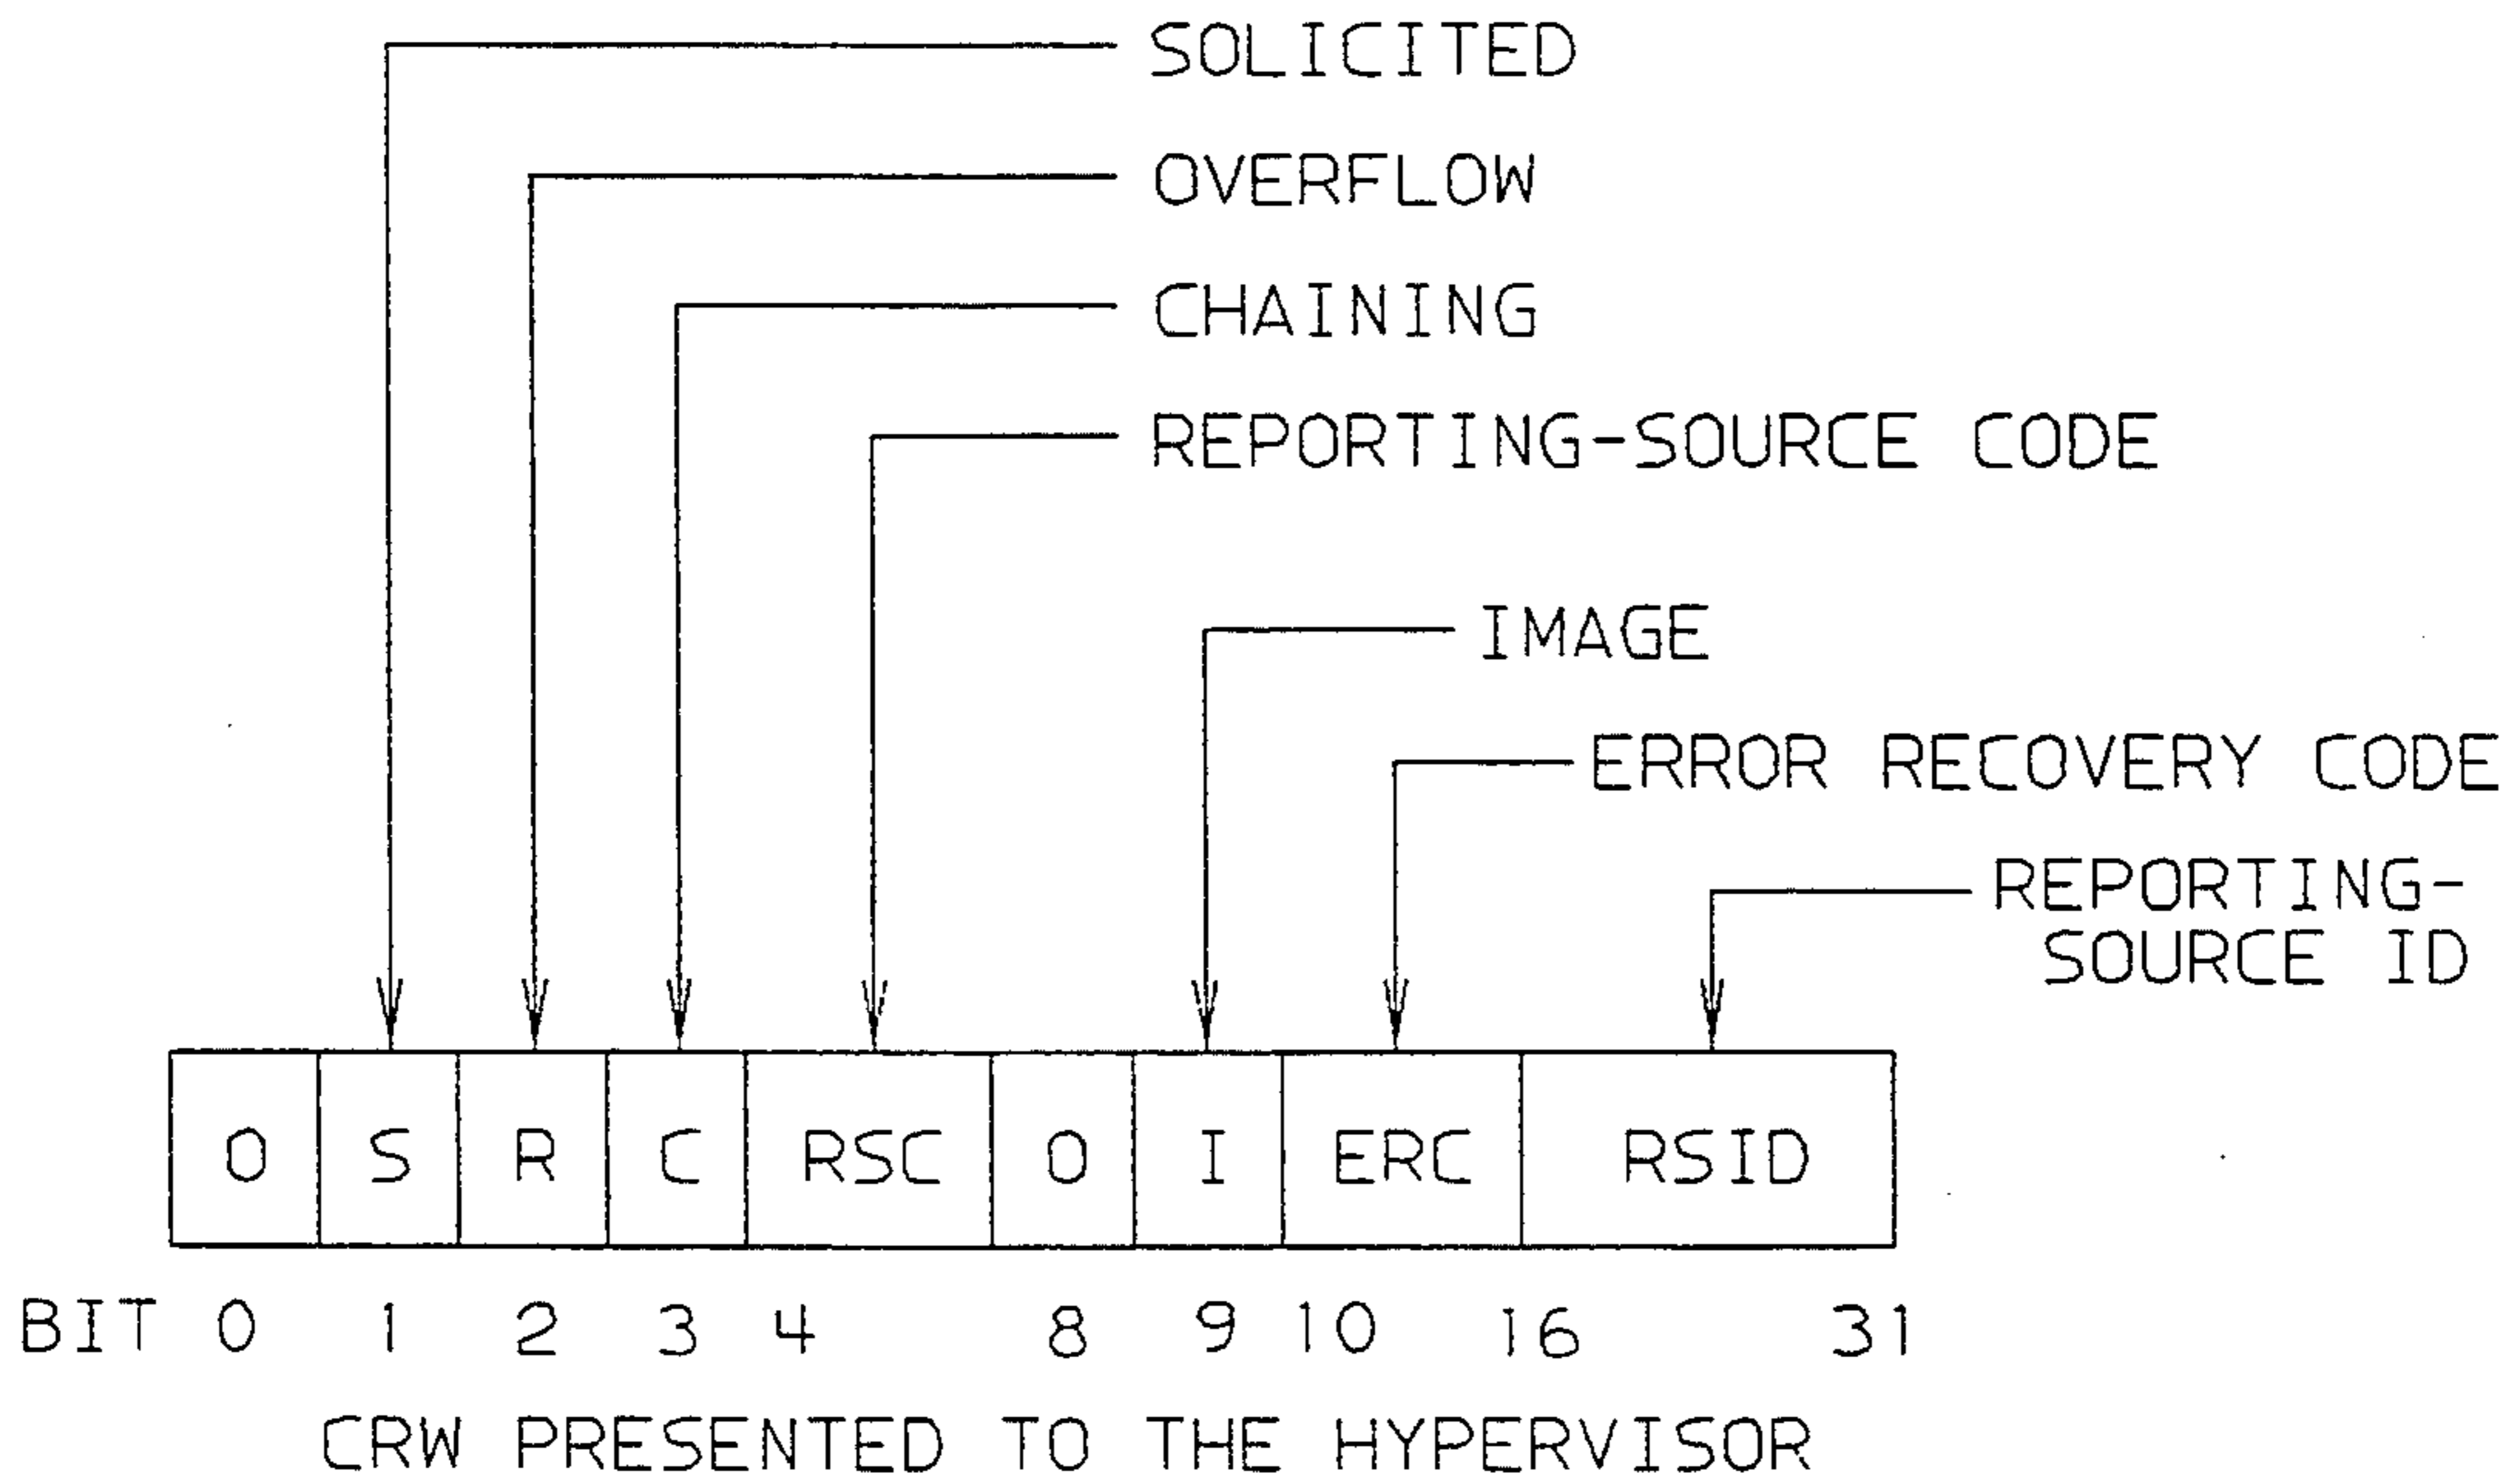 SOLICITED
OVERFLOW
CHAINING
REPORTING-SOURCE CODE
IMAGE
ERROR RECOVERY CODE
REPORTING-
SOURCE ID
0 S R C RSC 0 I ERC RSID
BIT 0 1 2 3 4 8 9 10 16 31
CRW PRESENTED TO THE HYPERVISOR